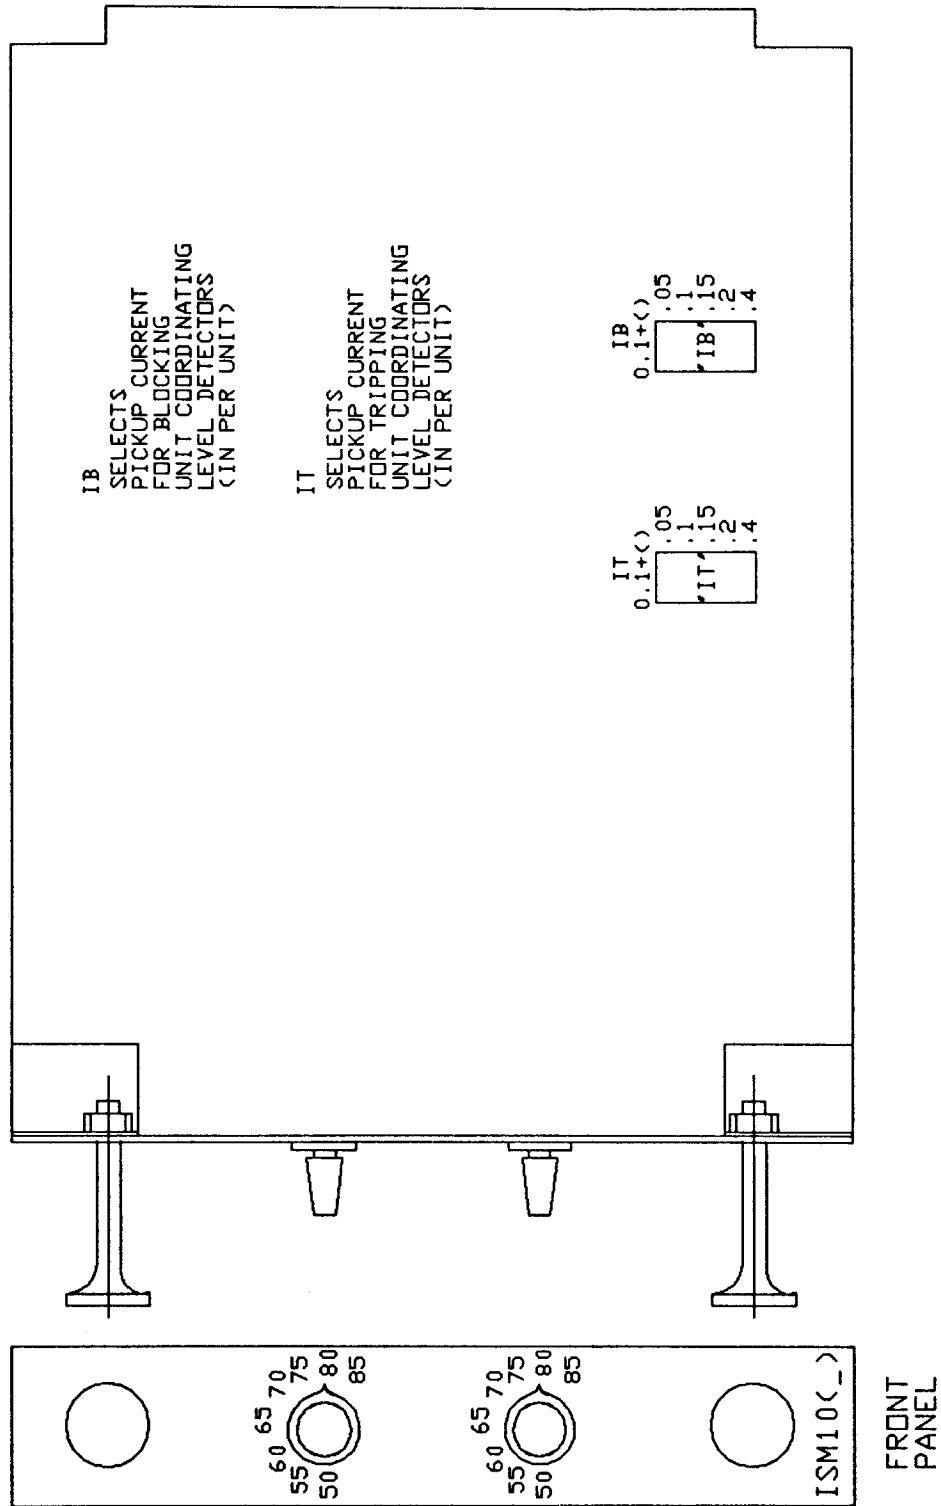 IB
SELECTS
PICKUP CURRENT
FOR BLOCKING
UNIT COORDINATING
LEVEL DETECTORS
(IN PER UNIT)
IT
SELECTS
PICKUP CURRENT
FOR TRIPPING
UNIT COORDINATING
LEVEL DETECTORS
(IN PER UNIT)
IT
0.1+()
.05
.1
'IT'
.15
.2
.4
IB
0.1+()
.05
.1
'IB'
.15
.2
.4
50
55
60
65
70
75
80
85
50
55
60
65
70
75
80
85
ISM10(_)
FRONT
PANEL